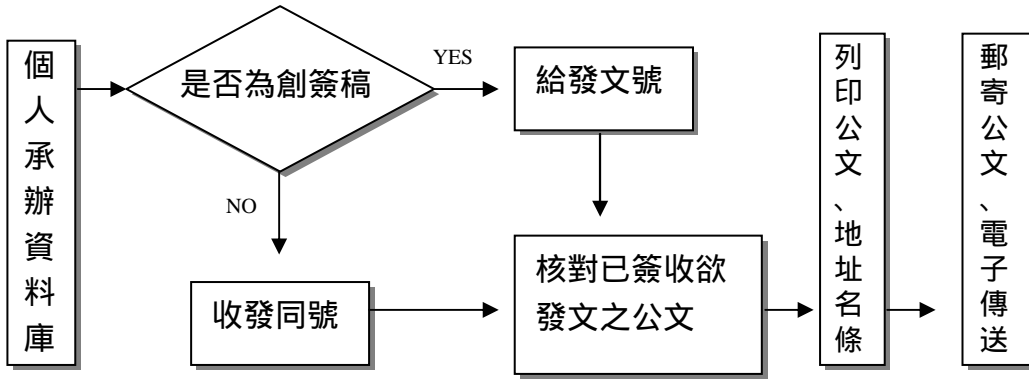 個人承辦資料庫
是否為創簽稿
YES
給發文號
NO
收發同號
核對已簽收欲
發文之公文
列印公文、地址名條
郵寄公文、電子傳送